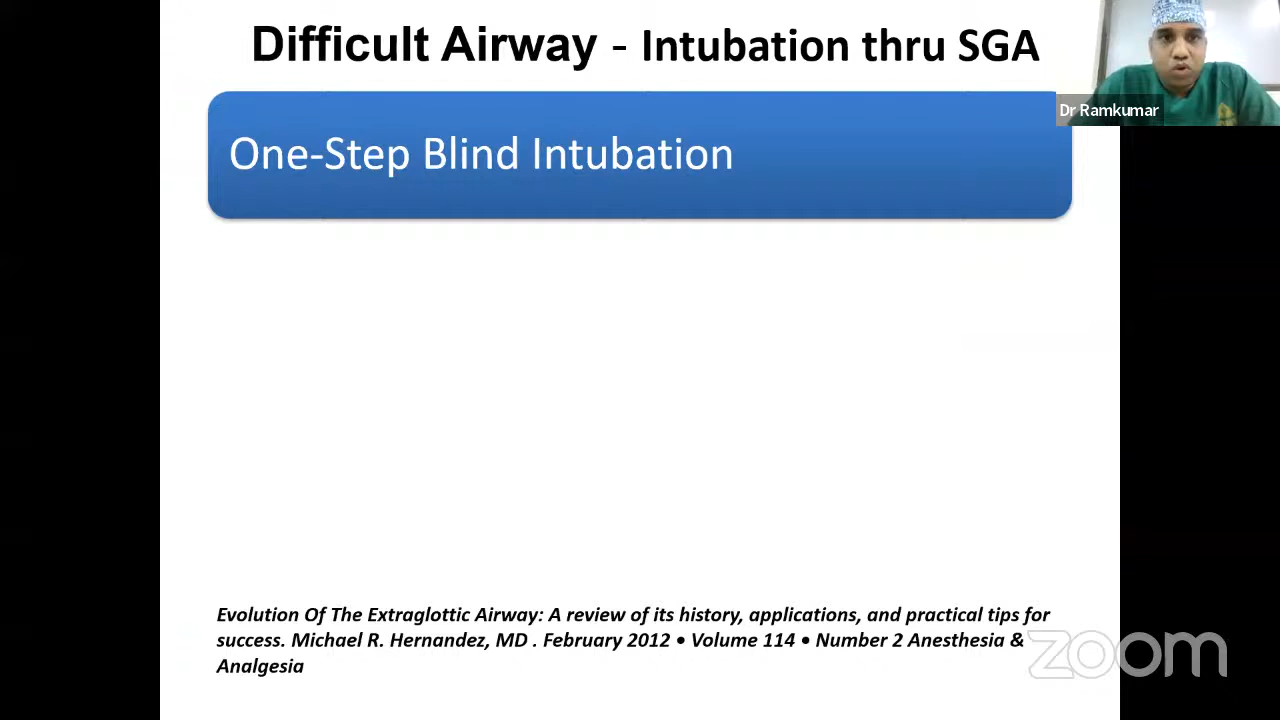 Difficult Airway - Intubation thru SGA
Dr Ramkumar
One-Step Blind Intubation
Evolution Of The Extraglottic Airway: A review of its history, applications, and practical tips for
success. Michael R. Hernandez, MD . February 2012 • Volume 114 • Number 2 Anesthesia &
Analgesia
zoom